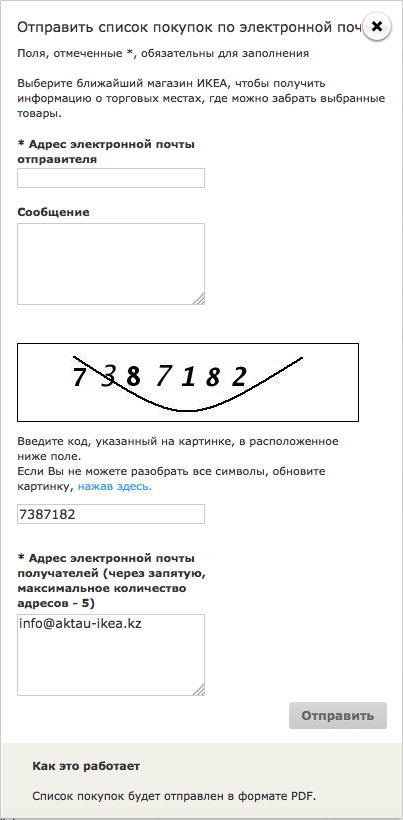 Отправить список покупок по электронной поч
Поля, отмеченные *, обязательны для заполнения
Выберите ближайший магазин ИКЕА, чтобы получить
информацию о торговых местах, где можно забрать выбранные
товары.
* Адрес электронной почты
отправителя
Сообщение
7387182
Введите код, указанный на картинке, в расположенное
ниже поле.
Если Вы не можете разобрать все символы, обновите
картинку, нажав здесь.
7387182
* Адрес электронной почты
получателей (через запятую,
максимальное количество
адресов - 5)
info@aktau-ikea.kz
Отправить
Как это работает
Список покупок будет отправлен в формате PDF.